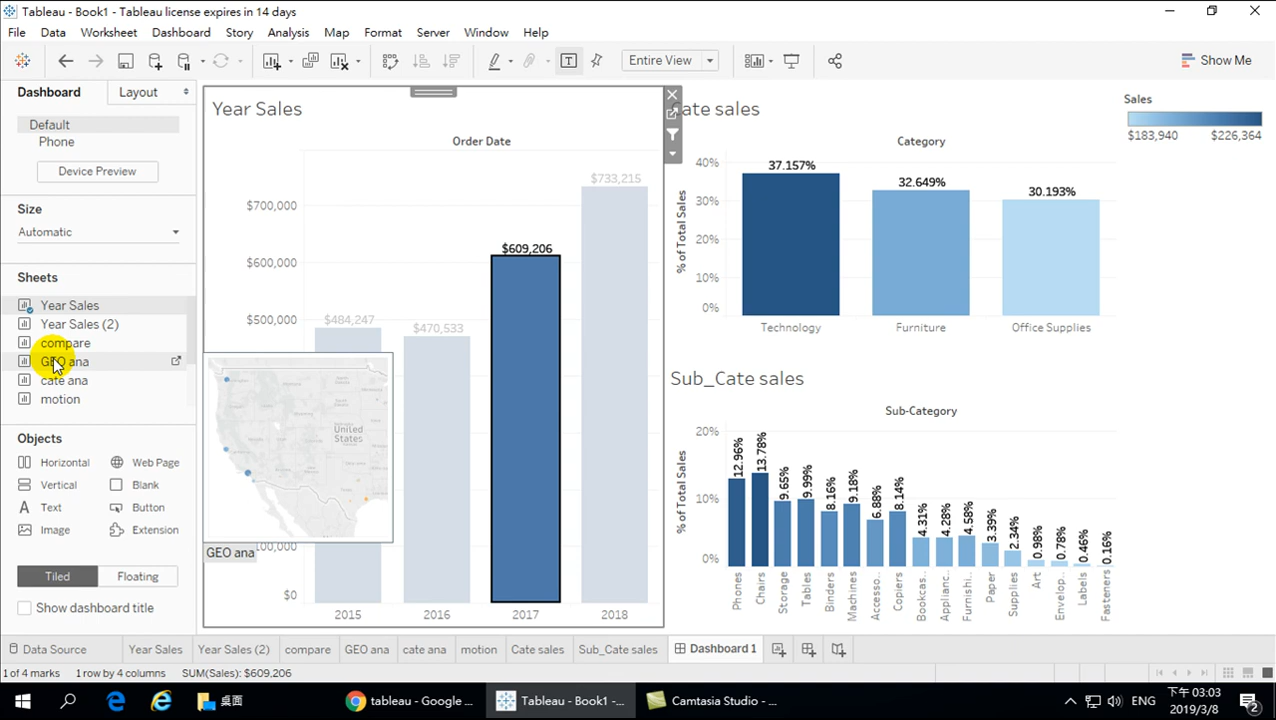 Tableau - Book1 - Tableau license expires in 14 days
File Data Worksheet Dashboard Story Analysis Map Format Server Window Help
Entire View
Show Me
Dashboard Layout
Default
Phone
Device Preview
Size
Automatic
Sheets
Year Sales
Year Sales (2)
compare
GEO ana
cate ana
motion
Objects
Horizontal Web Page
Vertical Blank
Text Button
Image Extension
Tiled Floating
Show dashboard title
Year Sales
Order Date
$733,215
$700,000
$609,206
$600,000
$500,000
$484,247
$470,533
United
States
GEO ana
$100,000
$0
2015 2016 2017 2018
Cate sales
Category
% of Total Sales
40%
30%
20%
10%
0%
37.157%
32.649%
30.193%
Technology Furniture Office Supplies
Sub_Cate sales
Sub-Category
% of Total Sales
20%
10%
0%
12.96% 13.78% 9.65% 9.99% 8.16% 9.18% 6.88% 8.14% 4.31% 4.28% 4.58% 3.39% 2.34% 0.98% 0.78% 0.46% 0.16%
Phones Chairs Storage Tables Binders Machines Accesso.. Copiers Bookcas.. Applianc.. Furnishi.. Paper Supplies Art Envelop.. Labels Fasteners
Sales
$183,940 $226,364
Data Source Year Sales Year Sales (2) compare GEO ana cate ana motion Cate sales Sub_Cate sales Dashboard 1
1 of 4 marks 1 row by 4 columns SUM(Sales): $609,206
桌面
tableau - Google ...
Tableau - Book1 -...
Camtasia Studio - ...
ENG
下午 03:03
2019/3/8
2